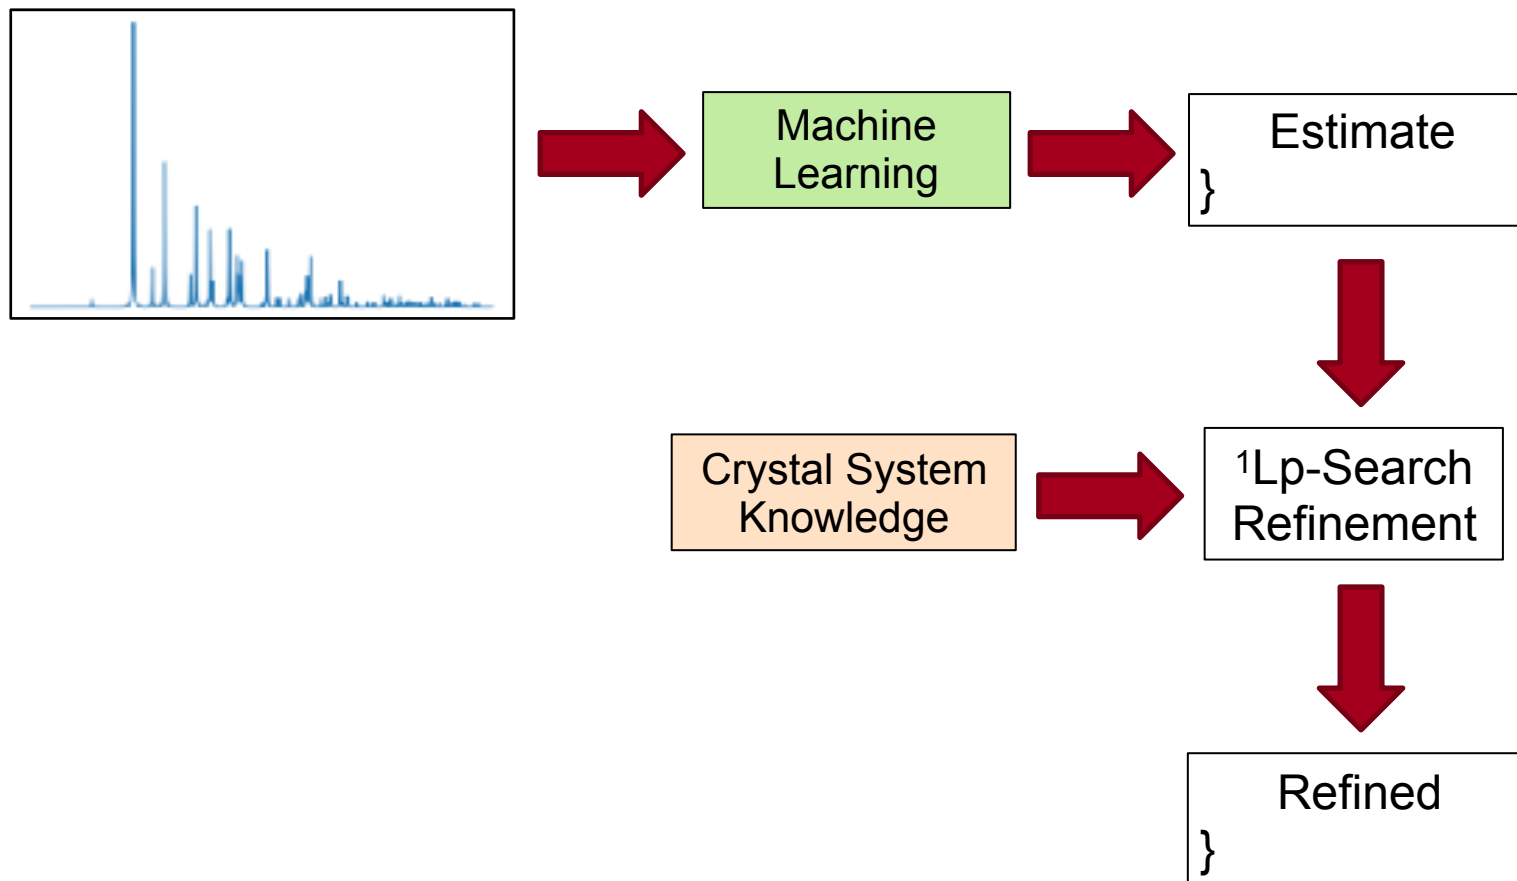 Machine
Learning
Estimate
}
Crystal System
Knowledge
¹Lp-Search
Refinement
Refined
}